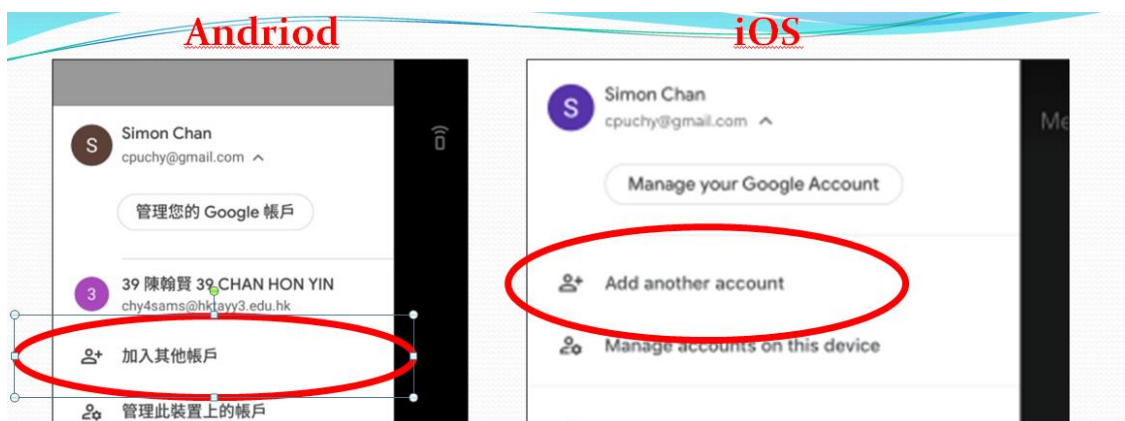 Andriod
S
Simon Chan
cpuchy@gmail.com
管理您的 Google 帳戶
3
39 陳翰賢 39 CHAN HON YIN
chy4sams@hktayy3.edu.hk
加入其他帳戶
管理此裝置上的帳戶
iOS
S
Simon Chan
cpuchy@gmail.com
Me
Manage your Google Account
Add another account
Manage accounts on this device